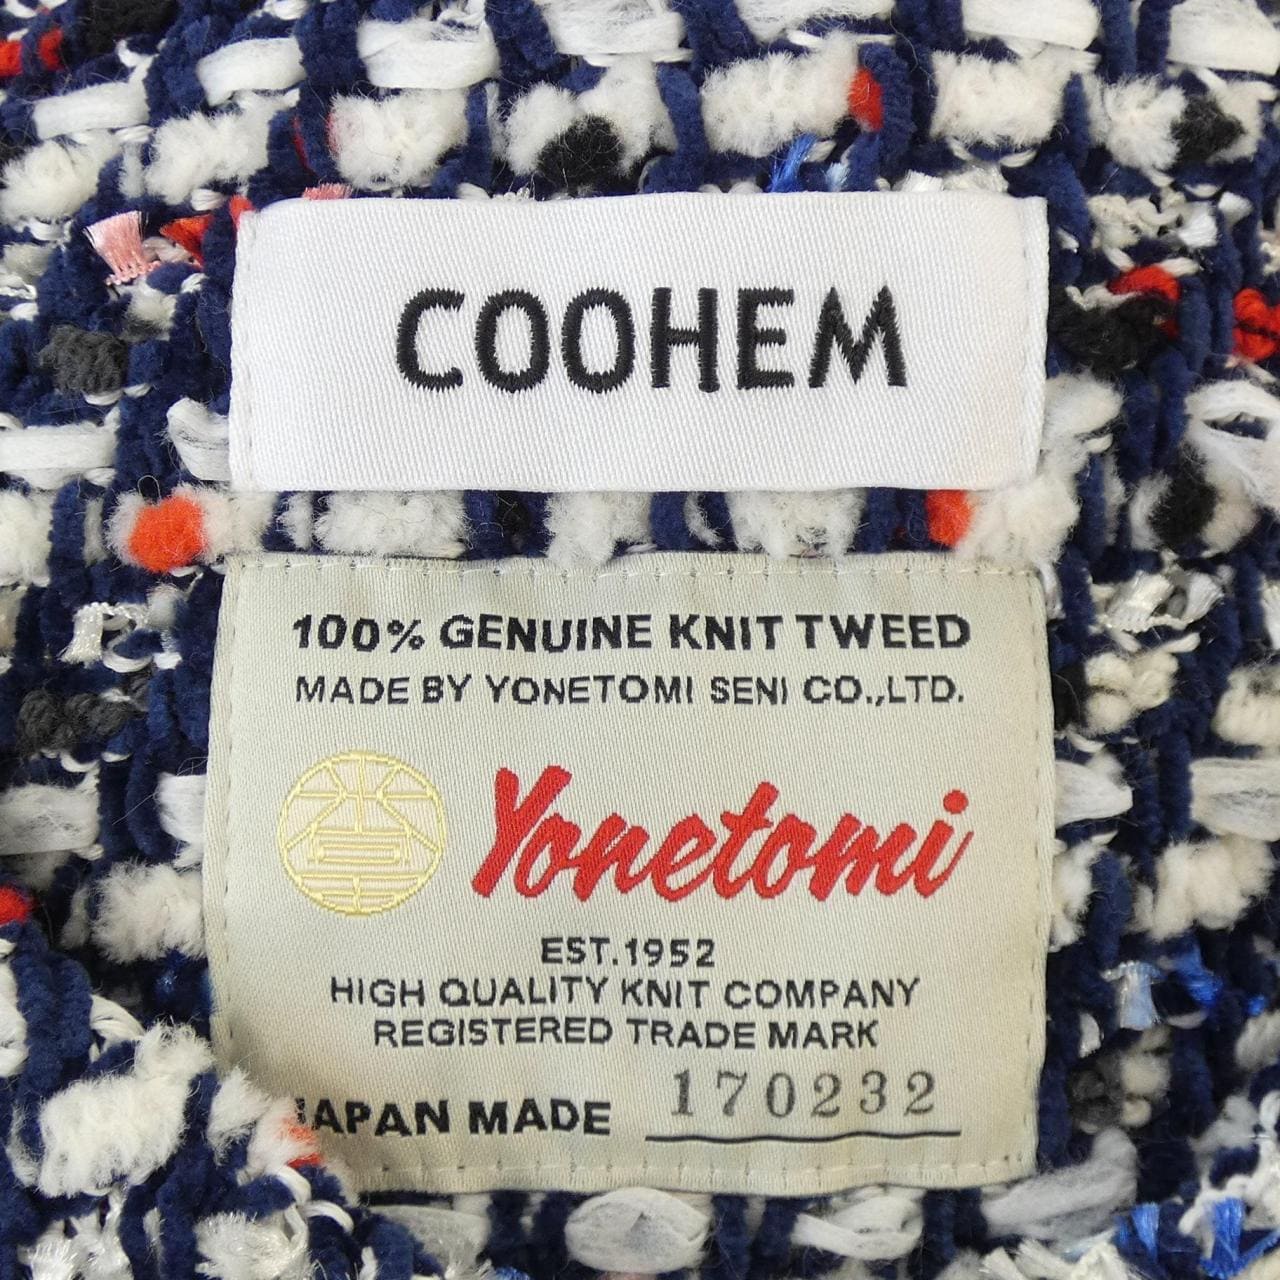 COOHEM
100% GENUINE KNIT TWEED
MADE BY YONETOMI SENI CO.,LTD.
Yonetomi
EST.1952
HIGH QUALITY KNIT COMPANY
REGISTERED TRADE MARK
JAPAN MADE 170232